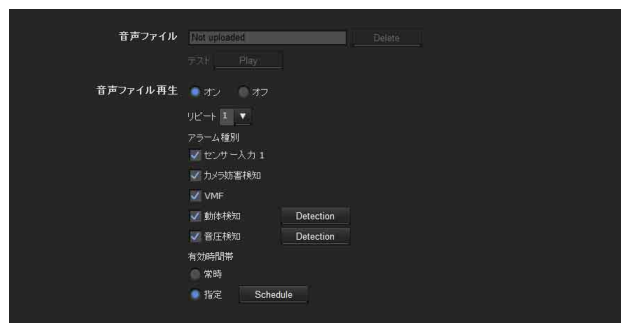 音声ファイル Not uploaded Delete
テスト Play
音声ファイル再生 オン オフ
リピート 1 ▼
アラーム種別
センサー入力 1
カメラ妨害検知
VMF
動体検知 Detection
音圧検知 Detection
有効時間帯
常時
指定 Schedule